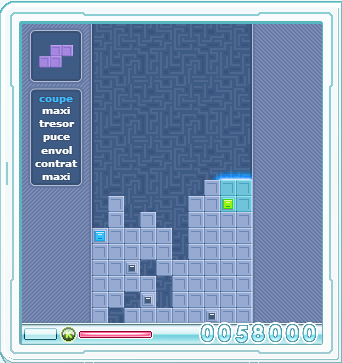 coupe
maxi
tresor
puce
envol
contrat
maxi
0058000